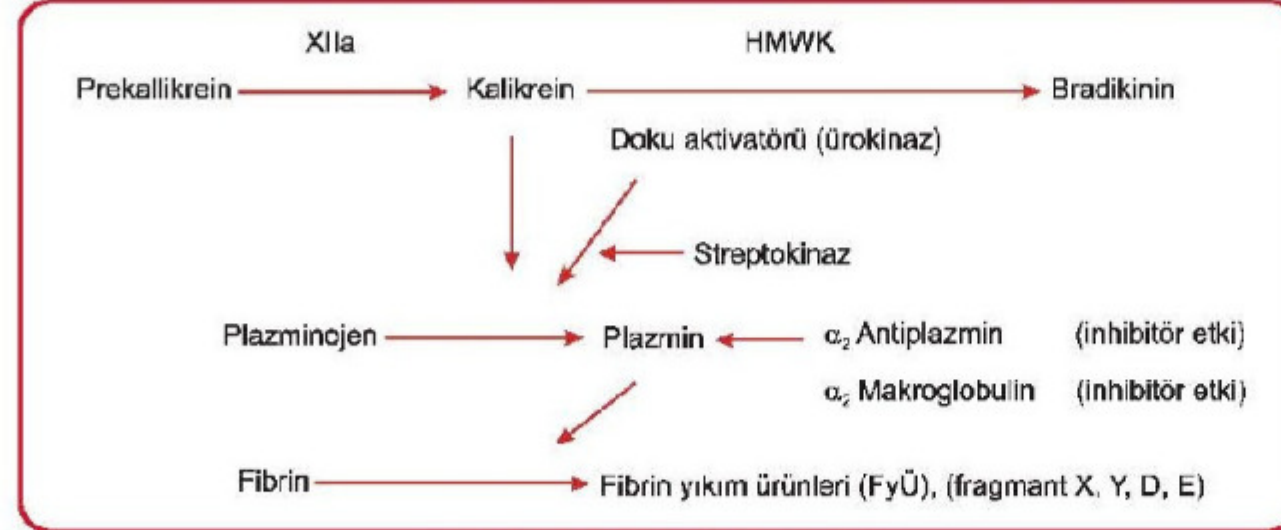 XIIa HMWK
Prekallikrein Kalikrein Bradikinin
Doku aktivatörü (ürokinaz)
Streptokinaz
Plazminojen Plazmin α₂ Antiplazmin (inhibitör etki)
α₂ Makroglobulin (inhibitör etki)
Fibrin Fibrin yıkım ürünleri (FyÜ), (fragmant X, Y, D, E)